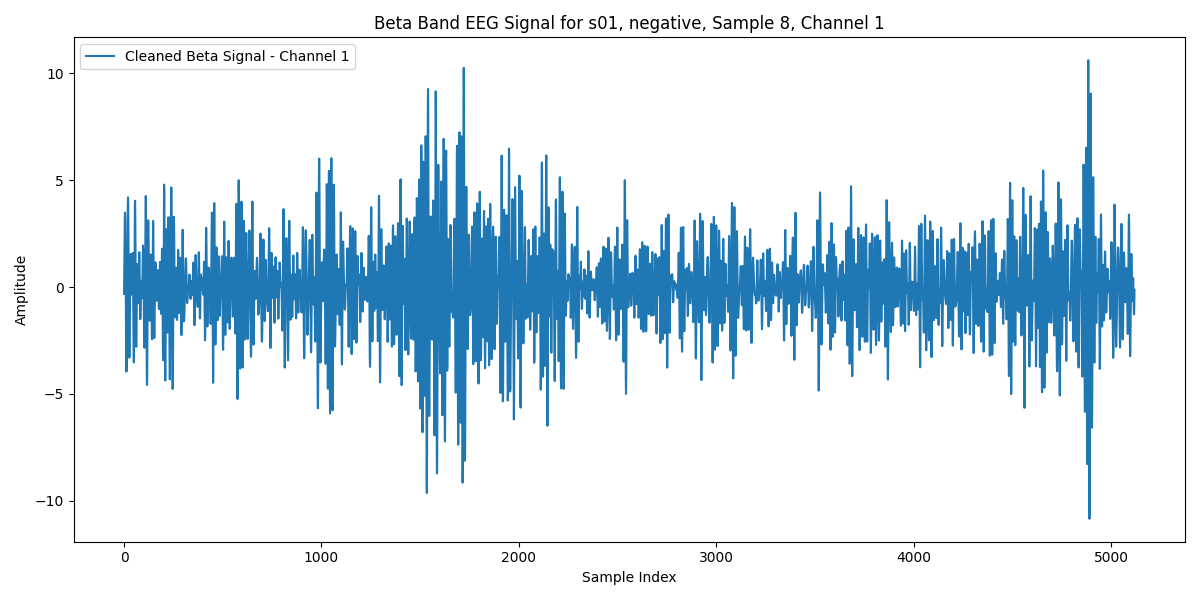 Beta Band EEG Signal for s01, negative, Sample 8, Channel 1
Cleaned Beta Signal - Channel 1
10
5
0
−5
−10
Amplitude
0 1000 2000 3000 4000 5000
Sample Index